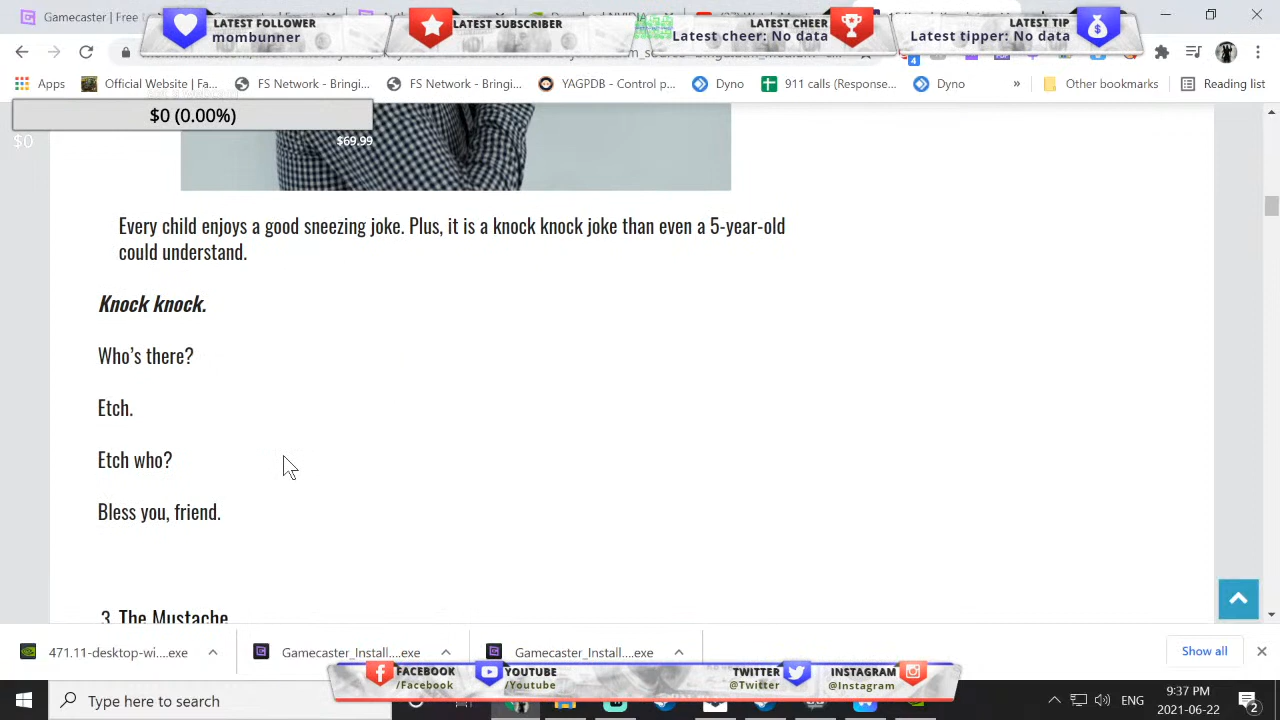 Gamecaster | Free
LATEST FOLLOWER
mombunner
LATEST SUBSCRIBER
LATEST CHEER
Latest cheer: No data
LATEST TIP
Latest tipper: No data
Apps
Official Website | Fa...
FS Network - Bringi...
FS Network - Bringi...
YAGPDB - Control p...
Dyno
911 calls (Response...
Dyno
»
Other bookmarks
Reading list
$0 (0.00%)
$0
$69.99
Every child enjoys a good sneezing joke. Plus, it is a knock knock joke than even a 5-year-old
could understand.
Knock knock.
Who's there?
Etch.
Etch who?
Bless you, friend.
3. The Mustache
471.11-desktop-wi....exe
Gamecaster_Install....exe
Gamecaster_Install....exe
Show all
FACEBOOK
/Facebook
YOUTUBE
/Youtube
TWITTER
@Twitter
INSTAGRAM
@Instagram
Type here to search
ENG
9:37 PM
2021-06-22
2